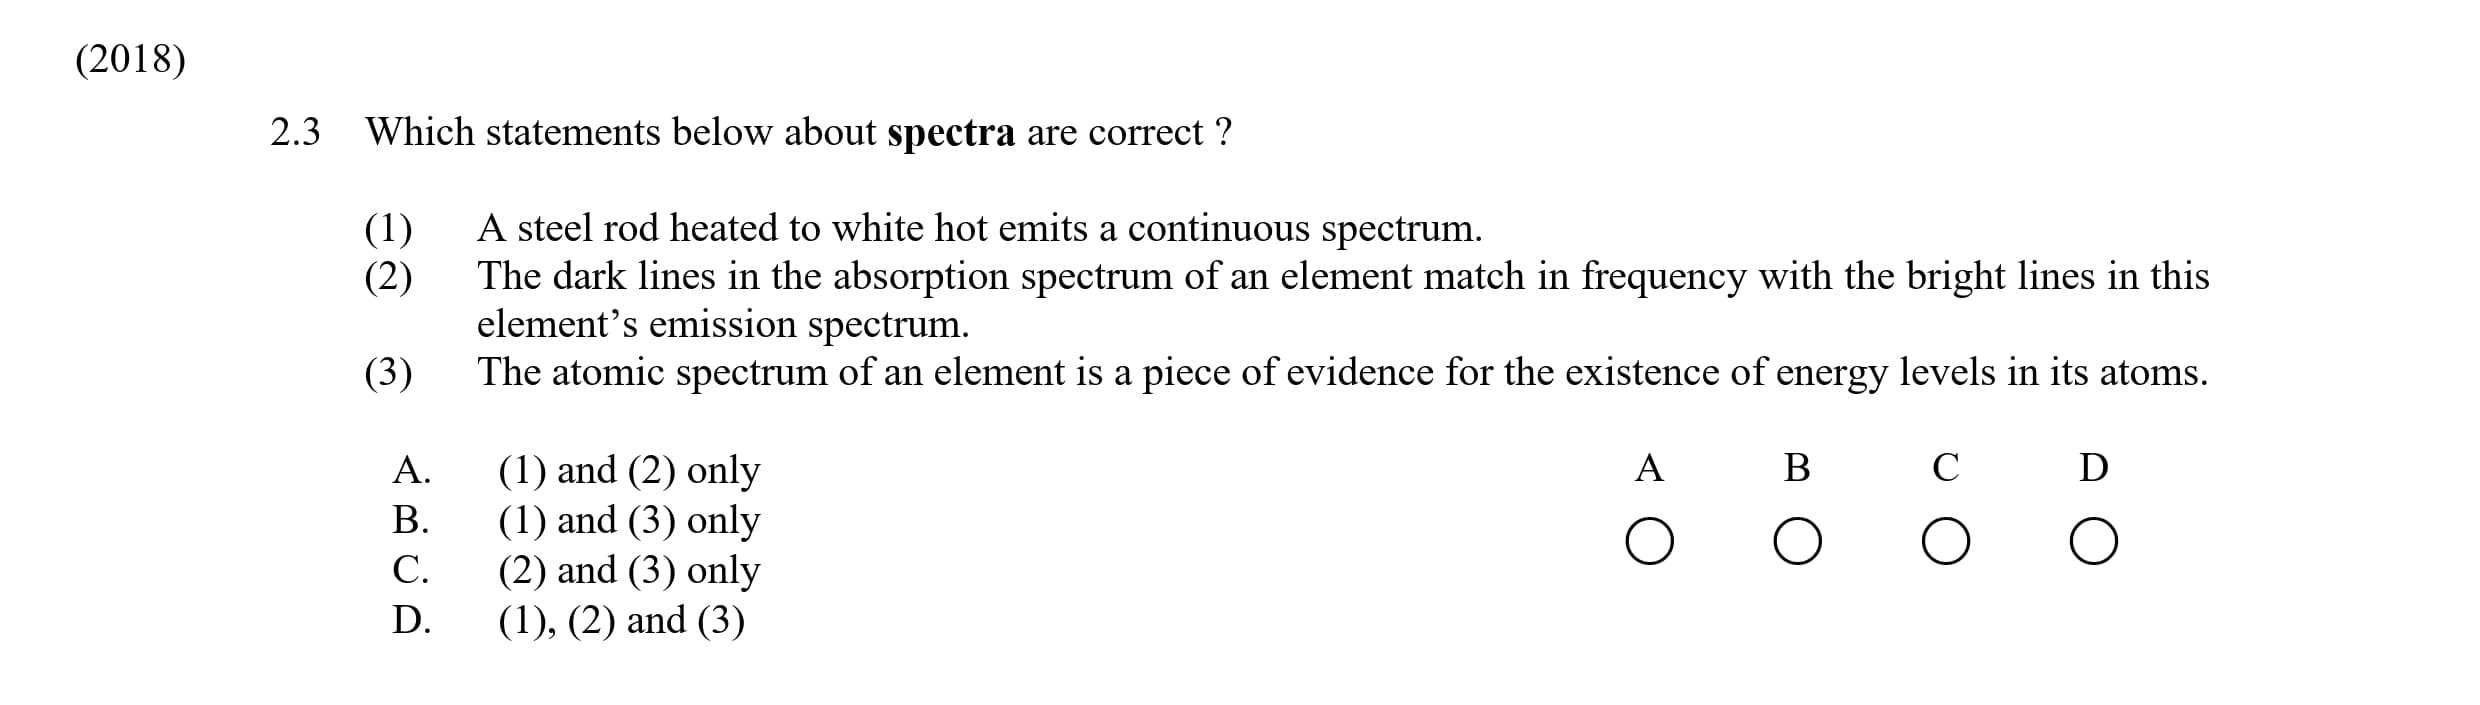 (2018)
2.3 Which statements below about spectra are correct ?
(1) A steel rod heated to white hot emits a continuous spectrum.
(2) The dark lines in the absorption spectrum of an element match in frequency with the bright lines in this
element’s emission spectrum.
(3) The atomic spectrum of an element is a piece of evidence for the existence of energy levels in its atoms.
A. (1) and (2) only A B C D
B. (1) and (3) only
C. (2) and (3) only
D. (1), (2) and (3)